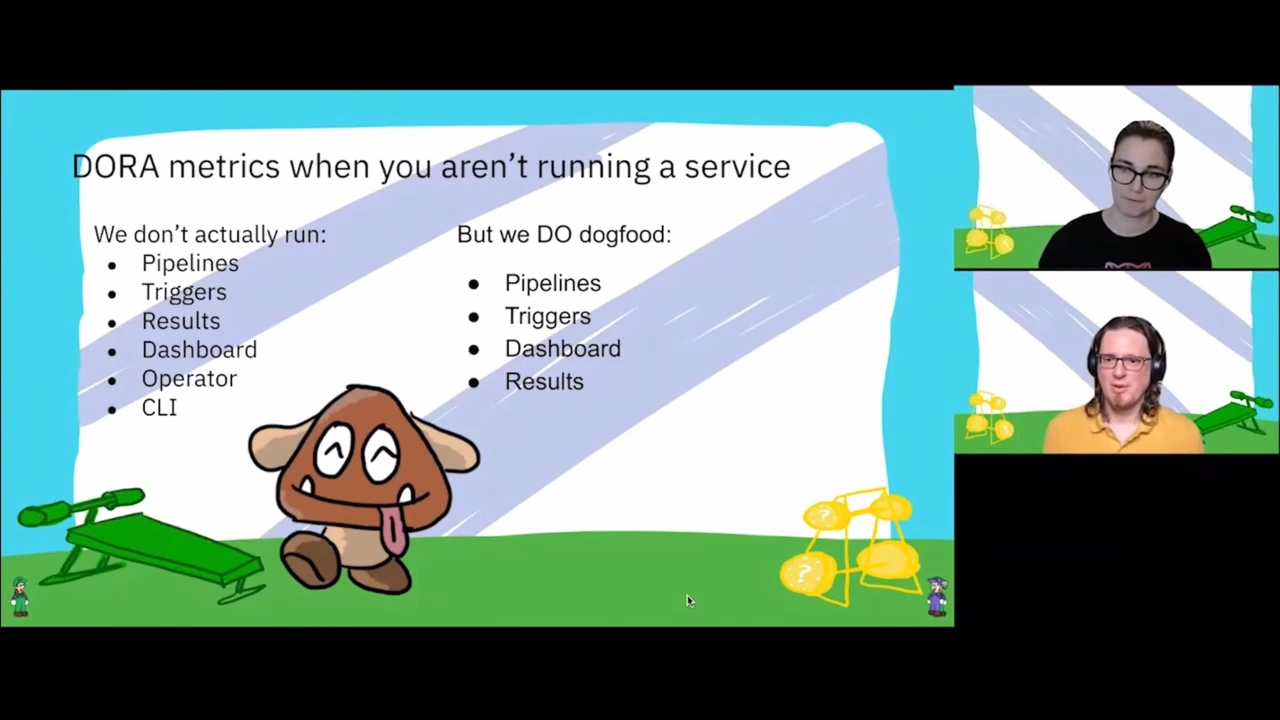 DORA metrics when you aren't running a service
We don't actually run:
• Pipelines
• Triggers
• Results
• Dashboard
• Operator
• CLI
But we DO dogfood:
• Pipelines
• Triggers
• Dashboard
• Results
?
?